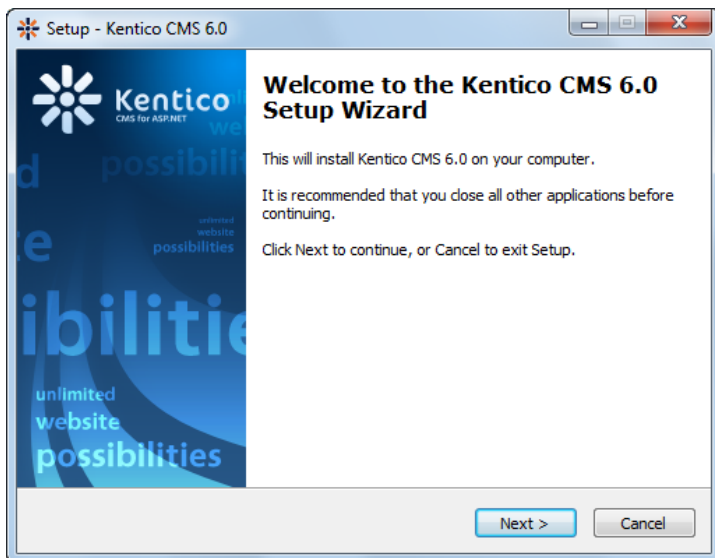 Setup - Kentico CMS 6.0
Kentico
CMS for ASP.NET
we
d possibilit
unlimited
website
e possibilities
ibilitie
unlimited
website
possibilities
Welcome to the Kentico CMS 6.0
Setup Wizard
This will install Kentico CMS 6.0 on your computer.
It is recommended that you close all other applications before
continuing.
Click Next to continue, or Cancel to exit Setup.
Next >
Cancel